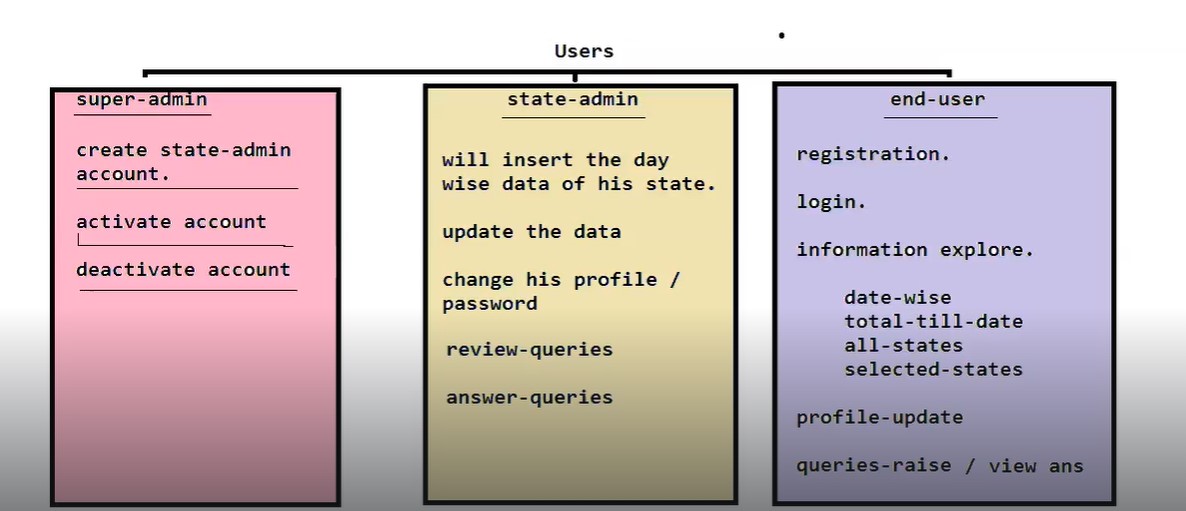 Users
super-admin
create state-admin
account.
activate account
deactivate account
state-admin
will insert the day
wise data of his state.
update the data
change his profile /
password
review-queries
answer-queries
end-user
registration.
login.
information explore.
date-wise
total-till-date
all-states
selected-states
profile-update
queries-raise / view ans